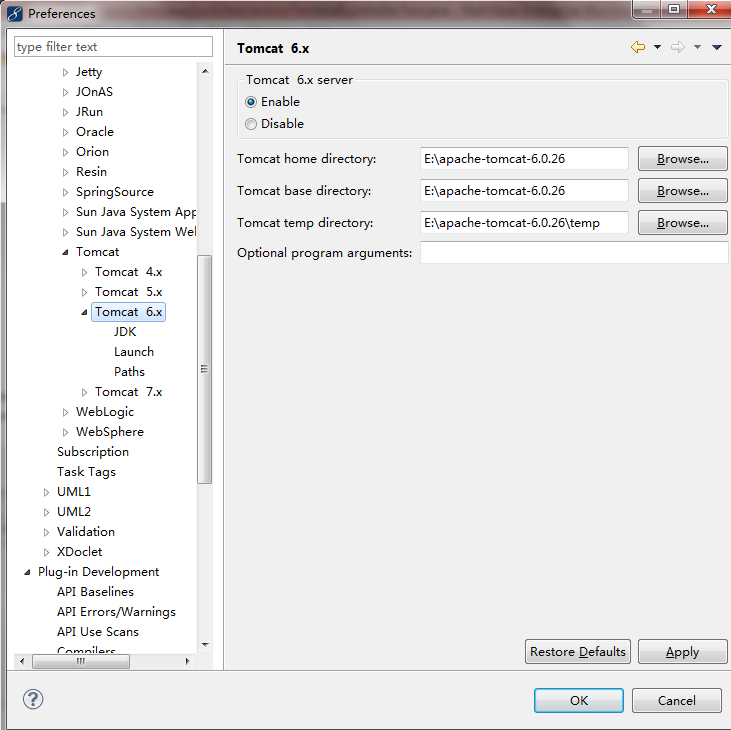 Preferences
type filter text
Jetty
JOnAS
JRun
Oracle
Orion
Resin
SpringSource
Sun Java System App
Sun Java System Wel
Tomcat
Tomcat 4.x
Tomcat 5.x
Tomcat 6.x
JDK
Launch
Paths
Tomcat 7.x
WebLogic
WebSphere
Subscription
Task Tags
UML1
UML2
Validation
XDoclet
Plug-in Development
API Baselines
API Errors/Warnings
API Use Scans
Compilers
Tomcat 6.x
Tomcat 6.x server
Enable
Disable
Tomcat home directory: E:\apache-tomcat-6.0.26 Browse...
Tomcat base directory: E:\apache-tomcat-6.0.26 Browse...
Tomcat temp directory: E:\apache-tomcat-6.0.26\temp Browse...
Optional program arguments:
Restore Defaults Apply
OK Cancel